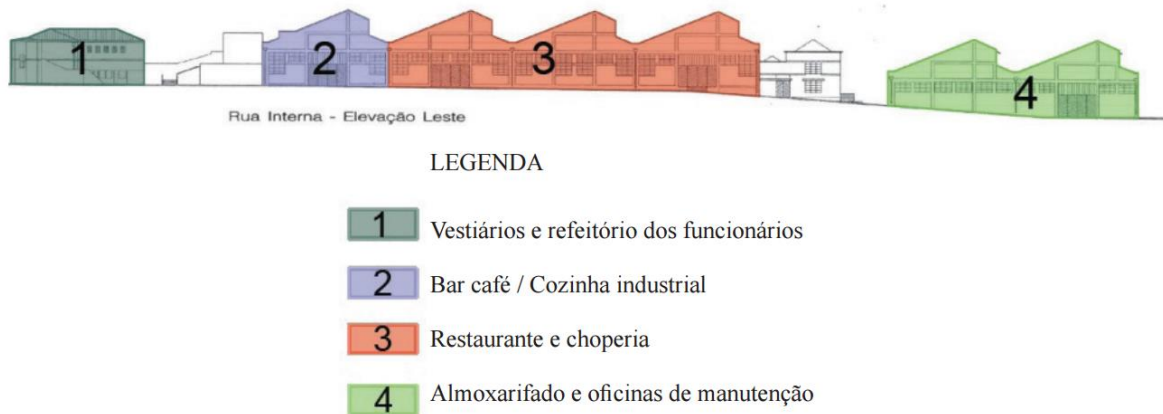 1 2 3 4
Rua Interna - Elevação Leste
LEGENDA
1 Vestiários e refeitório dos funcionários
2 Bar café / Cozinha industrial
3 Restaurante e choperia
4 Almoxarifado e oficinas de manutenção